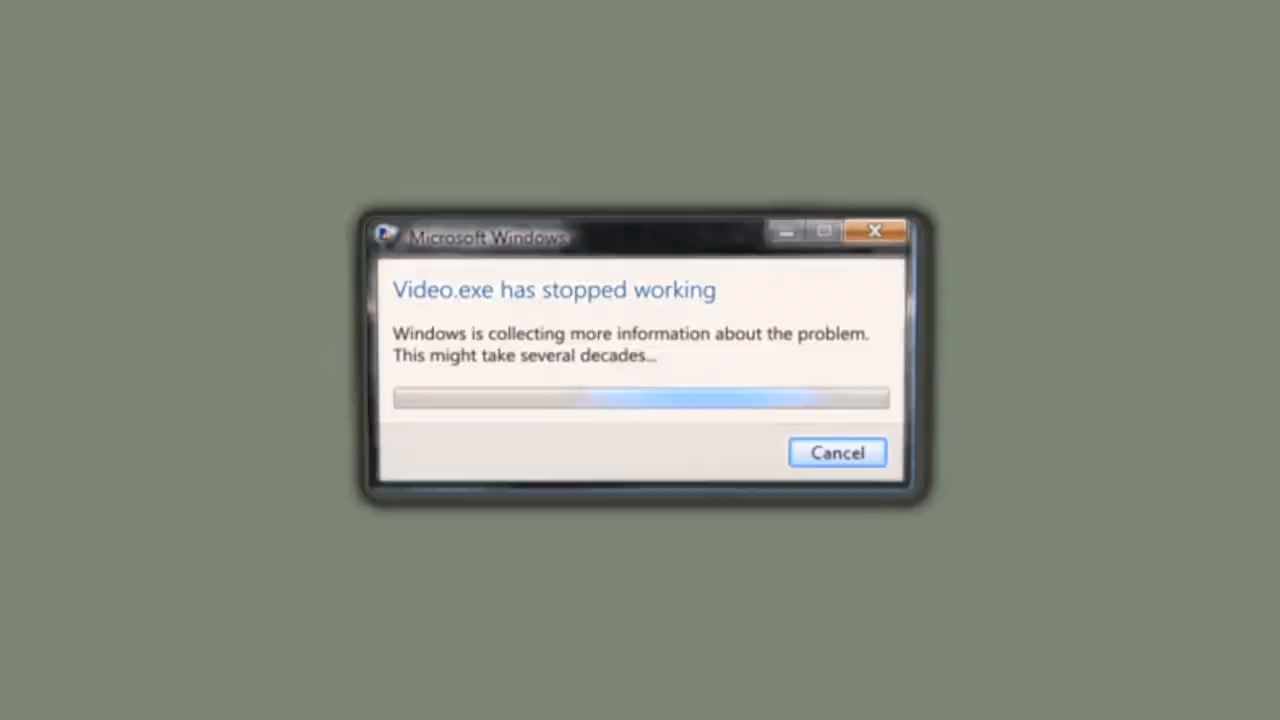 Microsoft Windows
Video.exe has stopped working
Windows is collecting more information about the problem.
This might take several decades...
Cancel